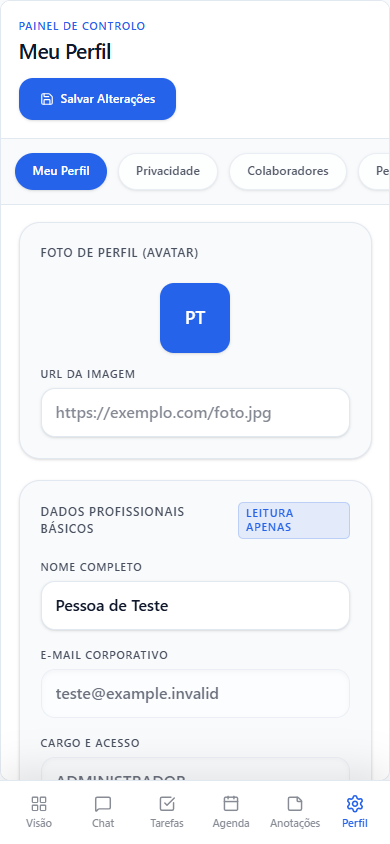 PAINEL DE CONTROLO
Meu Perfil
Salvar Alterações
Meu Perfil
Privacidade
Colaboradores
Pe
FOTO DE PERFIL (AVATAR)
PT
URL DA IMAGEM
https://exemplo.com/foto.jpg
DADOS PROFISSIONAIS
BÁSICOS
LEITURA
APENAS
NOME COMPLETO
Pessoa de Teste
E-MAIL CORPORATIVO
teste@example.invalid
CARGO E ACESSO
ADMINISTRADOR
Visão
Chat
Tarefas
Agenda
Anotações
Perfil